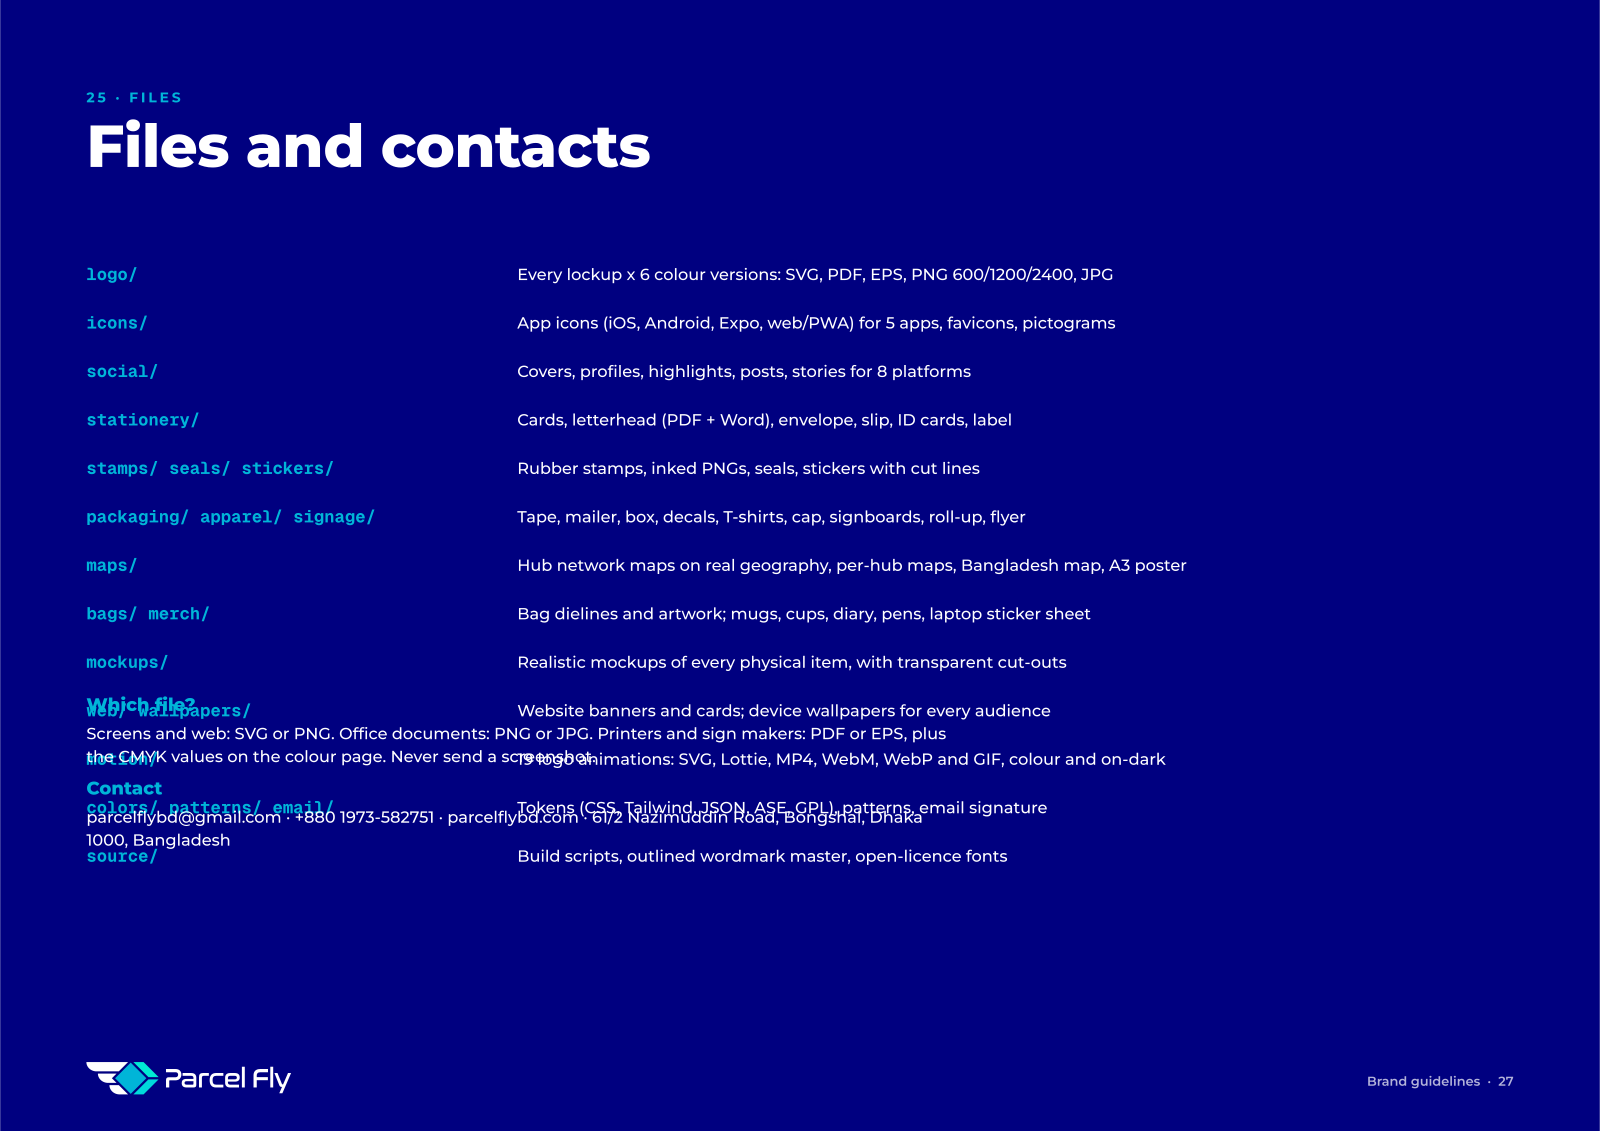 25 · FILES
Files and contacts
logo/ Every lockup x 6 colour versions: SVG, PDF, EPS, PNG 600/1200/2400, JPG
icons/ App icons (iOS, Android, Expo, web/PWA) for 5 apps, favicons, pictograms
social/ Covers, profiles, highlights, posts, stories for 8 platforms
stationery/ Cards, letterhead (PDF + Word), envelope, slip, ID cards, label
stamps/ seals/ stickers/ Rubber stamps, inked PNGs, seals, stickers with cut lines
packaging/ apparel/ signage/ Tape, mailer, box, decals, T-shirts, cap, signboards, roll-up, flyer
maps/ Hub network maps on real geography, per-hub maps, Bangladesh map, A3 poster
bags/ merch/ Bag dielines and artwork; mugs, cups, diary, pens, laptop sticker sheet
mockups/ Realistic mockups of every physical item, with transparent cut-outs
Which file?
web/ wallpapers/ Website banners and cards; device wallpapers for every audience
Screens and web: SVG or PNG. Office documents: PNG or JPG. Printers and sign makers: PDF or EPS, plus
the CMYK values on the colour page. Never send a screenshot.
motion/ 19 logo animations: SVG, Lottie, MP4, WebM, WebP and GIF, colour and on-dark
Contact
colors/ patterns/ email/ Tokens (CSS, Tailwind, JSON, ASE, GPL), patterns, email signature
parcelflybd@gmail.com · +880 1973-582751 · parcelflybd.com · 61/2 Nazimuddin Road, Bongshal, Dhaka
1000, Bangladesh
source/ Build scripts, outlined wordmark master, open-licence fonts
Parcel Fly
Brand guidelines · 27